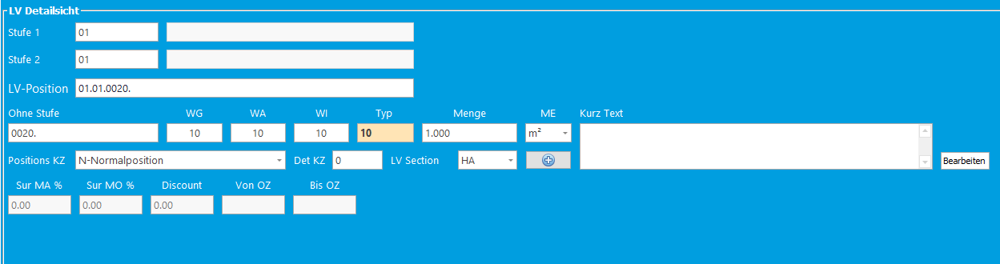 LV Detailsicht
Stufe 1 01
Stufe 2 01
LV-Position 01.01.0020.
Ohne Stufe WG WA WI Typ Menge ME Kurz Text
0020. 10 10 10 10 1.000 m²
Positions KZ N-Normalposition Det KZ 0 LV Section HA Bearbeiten
Sur MA % Sur MO % Discount Von OZ Bis OZ
0.00 0.00 0.00